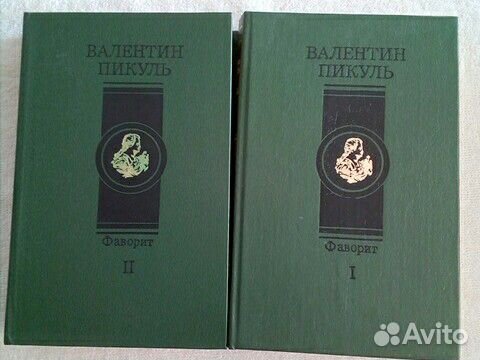 ВАЛЕНТИН
ПИКУЛЬ
Фаворит
II
ВАЛЕНТИН
ПИКУЛЬ
Фаворит
I
Avito